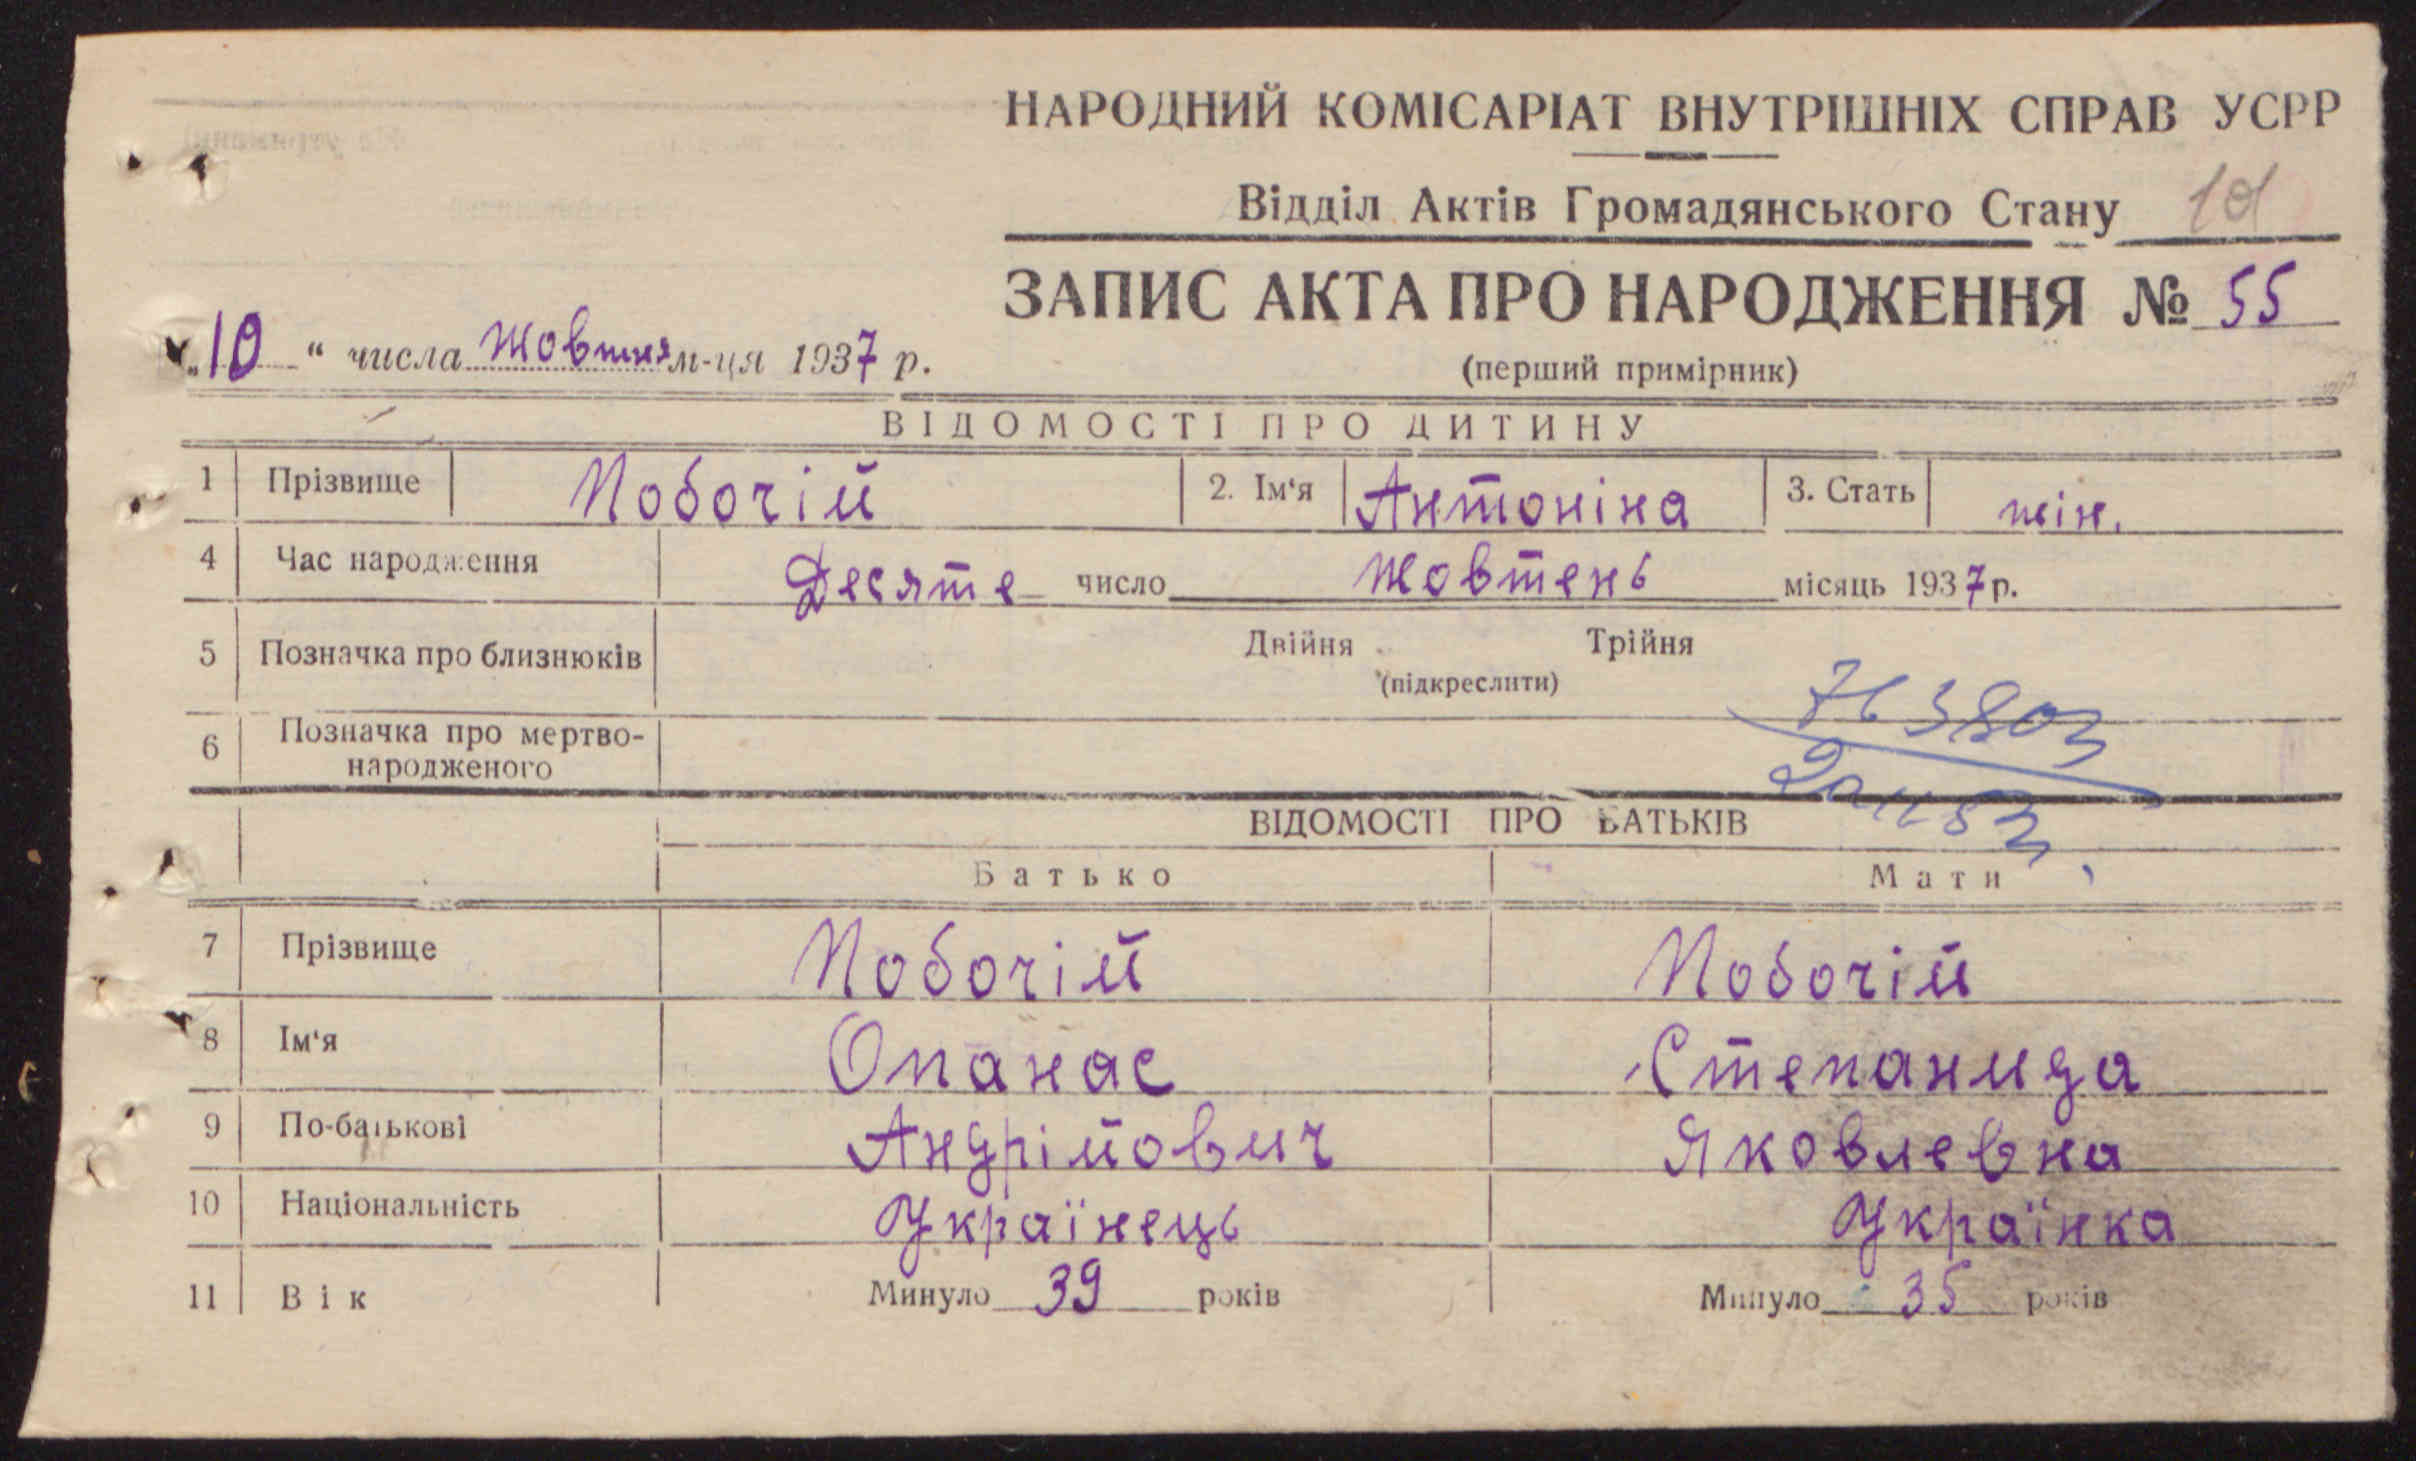 НАРОДНИЙ КОМІСАРІАТ ВНУТРІШНІХ СПРАВ УСРР
Відділ Актів Громадянського Стану
ЗАПИС АКТА ПРО НАРОДЖЕННЯ № 55
„10“ числа Жовтня м-ця 1937 р.
(перший примірник)
ВІДОМОСТІ ПРО ДИТИНУ
1 Прізвище Побочій 2. Ім'я Антоніна 3. Стать жін.
4 Час народження Десяте число Жовтень місяць 1937 р.
5 Позначка про близнюків Двійня Трійня
(підкреслити)
6 Позначка про мертво-
народженого
ВІДОМОСТІ ПРО БАТЬКІВ
Батько Мати
7 Прізвище Побочій Побочій
8 Ім'я Опанас Степанида
9 По-батькові Андрійович Яковлевна
10 Національність Українець Українка
11 Вік Минуло 39 років Минуло 35 років